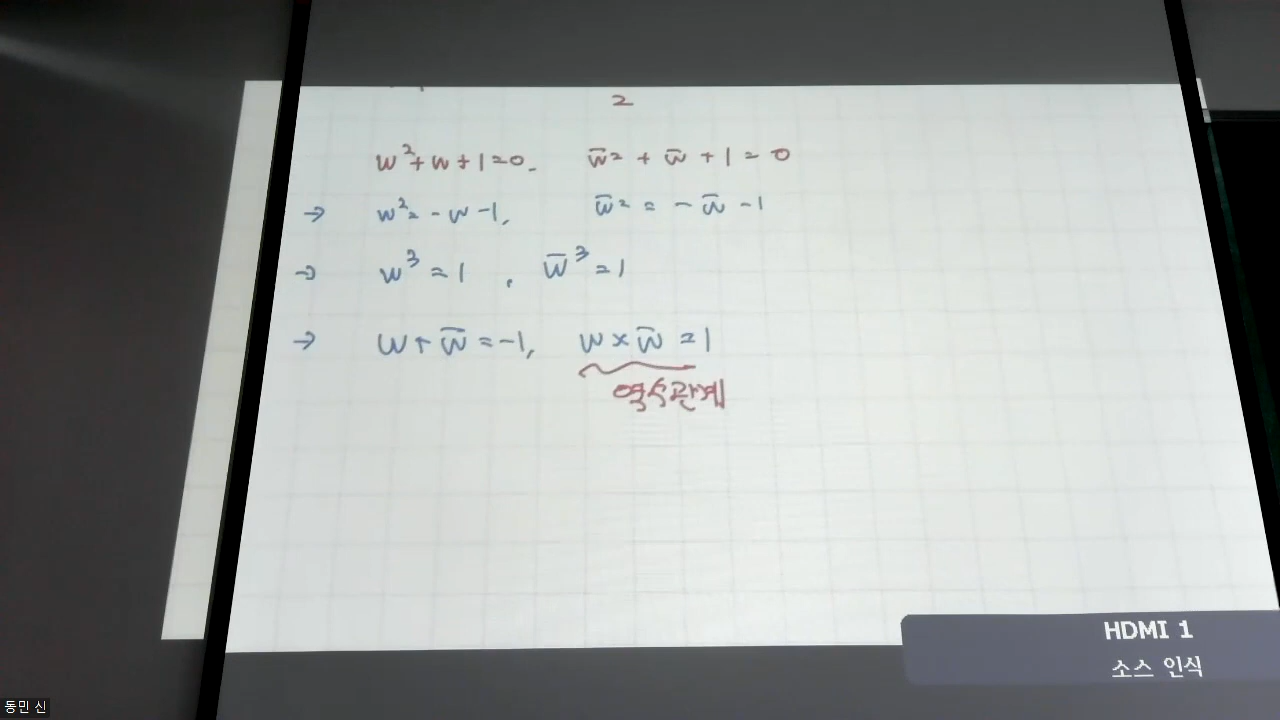 2
w²+w+1=0. w̄² + w̄ +1=0
→ w²=-w-1, w̄²=-w̄-1
→ w³=1, w̄³=1
→ w+w̄=-1, w×w̄=1
역수관계
HDMI 1
소스 인식
동민 신